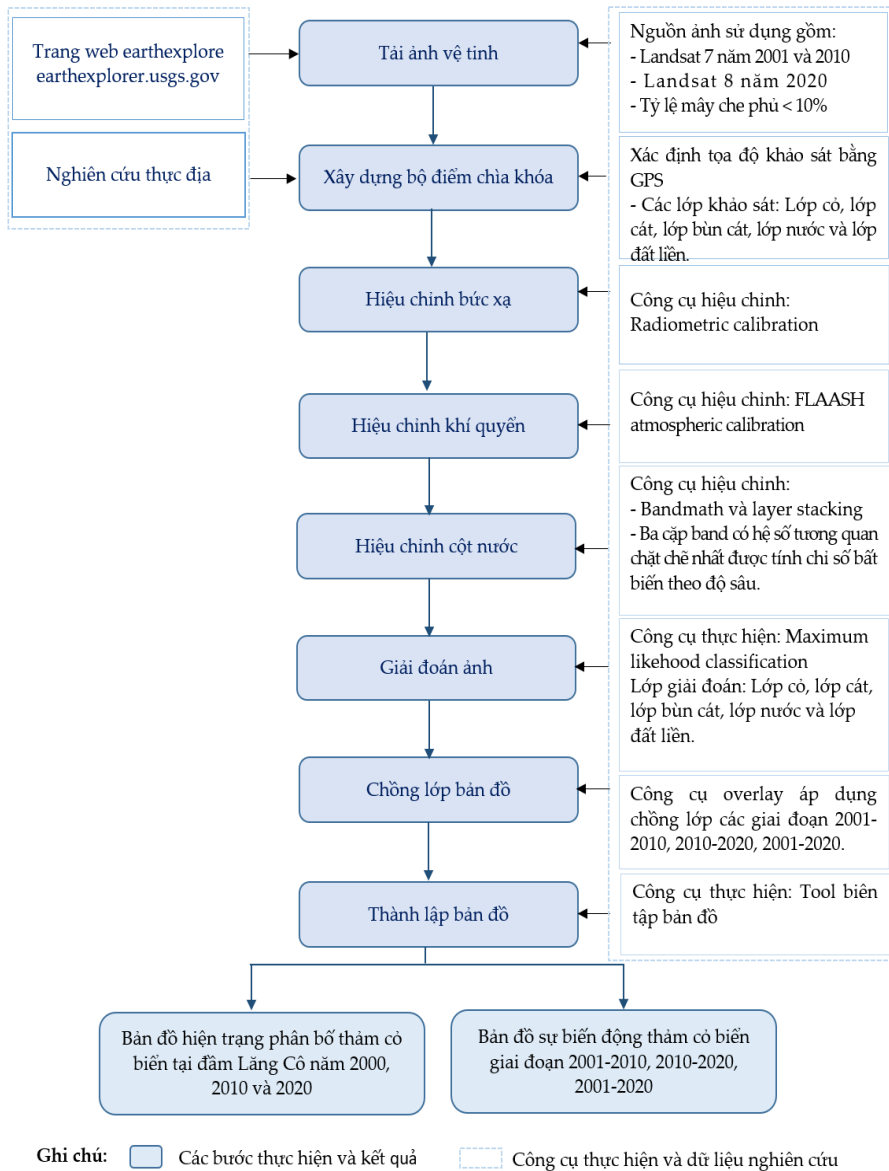 Trang web earthexplore
earthexplorer.usgs.gov
Tải ảnh vệ tinh
Nguồn ảnh sử dụng gồm:
- Landsat 7 năm 2001 và 2010
- Landsat 8 năm 2020
- Tỷ lệ mây che phủ < 10%
Nghiên cứu thực địa
Xây dựng bộ điểm chìa khóa
Xác định tọa độ khảo sát bằng
GPS
- Các lớp khảo sát: Lớp cỏ, lớp
cát, lớp bùn cát, lớp nước và lớp
đất liền.
Hiệu chỉnh bức xạ
Công cụ hiệu chỉnh:
Radiometric calibration
Hiệu chỉnh khí quyển
Công cụ hiệu chỉnh: FLAASH
atmospheric calibration
Hiệu chỉnh cột nước
Công cụ hiệu chỉnh:
- Bandmath và layer stacking
- Ba cặp band có hệ số tương quan
chặt chẽ nhất được tính chỉ số bất
biến theo độ sâu.
Giải đoán ảnh
Công cụ thực hiện: Maximum
likehood classification
Lớp giải đoán: Lớp cỏ, lớp cát,
lớp bùn cát, lớp nước và lớp
đất liền.
Chồng lớp bản đồ
Công cụ overlay áp dụng
chồng lớp các giai đoạn 2001-
2010, 2010-2020, 2001-2020.
Thành lập bản đồ
Công cụ thực hiện: Tool biên
tập bản đồ
Bản đồ hiện trạng phân bố thảm cỏ
biển tại đầm Lăng Cô năm 2000,
2010 và 2020
Bản đồ sự biến động thảm cỏ biển
giai đoạn 2001-2010, 2010-2020,
2001-2020
Ghi chú: Các bước thực hiện và kết quả Công cụ thực hiện và dữ liệu nghiên cứu